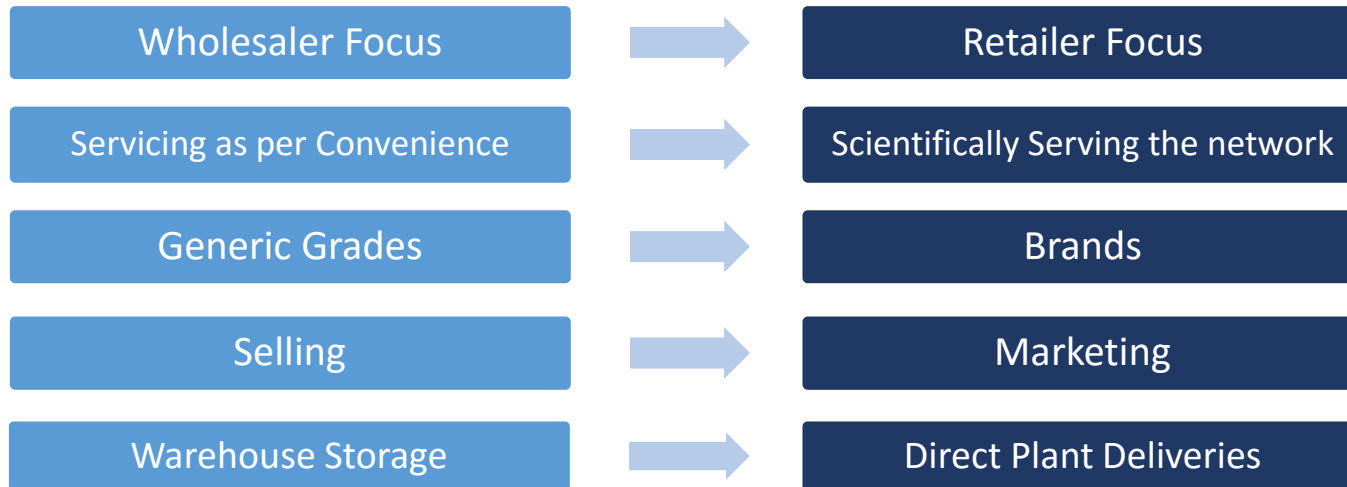 Wholesaler Focus
Retailer Focus
Servicing as per Convenience
Scientifically Serving the network
Generic Grades
Brands
Selling
Marketing
Warehouse Storage
Direct Plant Deliveries